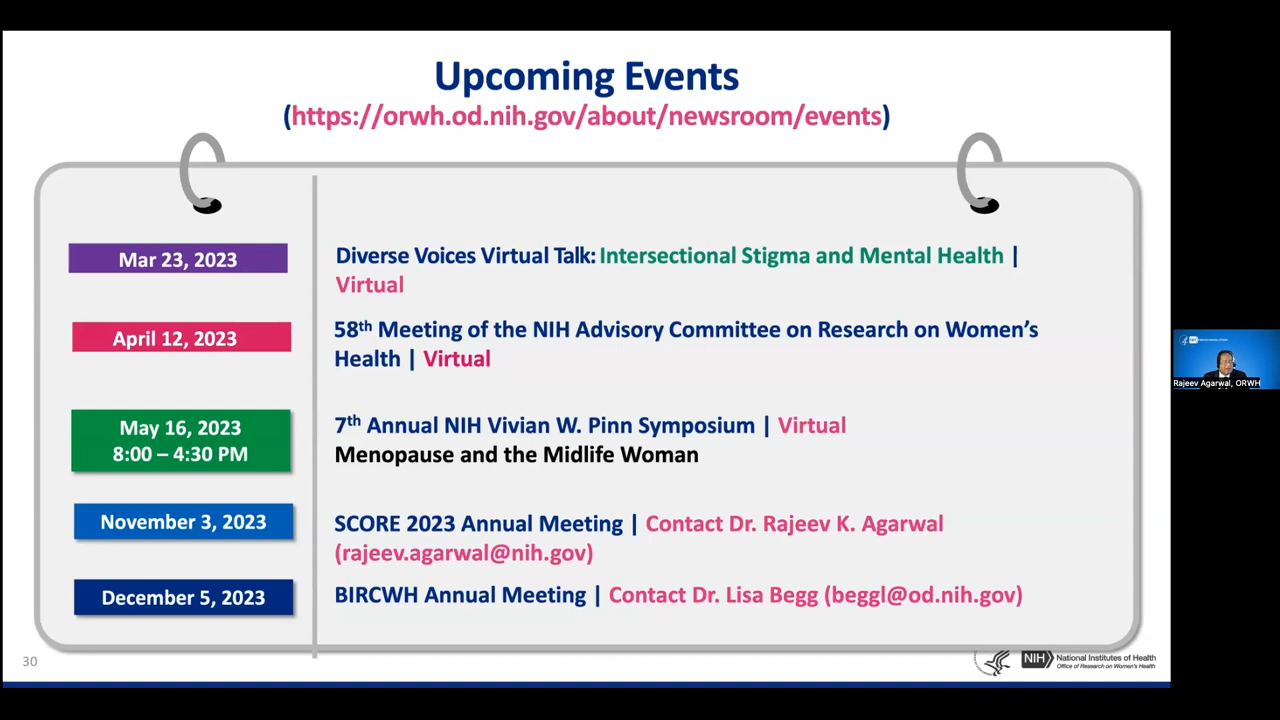 Upcoming Events
(https://orwh.od.nih.gov/about/newsroom/events)
Mar 23, 2023
Diverse Voices Virtual Talk: Intersectional Stigma and Mental Health |
Virtual
April 12, 2023
58th Meeting of the NIH Advisory Committee on Research on Women's
Health | Virtual
May 16, 2023
8:00 – 4:30 PM
7th Annual NIH Vivian W. Pinn Symposium | Virtual
Menopause and the Midlife Woman
November 3, 2023
SCORE 2023 Annual Meeting | Contact Dr. Rajeev K. Agarwal
(rajeev.agarwal@nih.gov)
December 5, 2023
BIRCWH Annual Meeting | Contact Dr. Lisa Begg (beggl@od.nih.gov)
30
NIH
National Institutes of Health
Office of Research on Women's Health
Rajeev Agarwal, ORWH